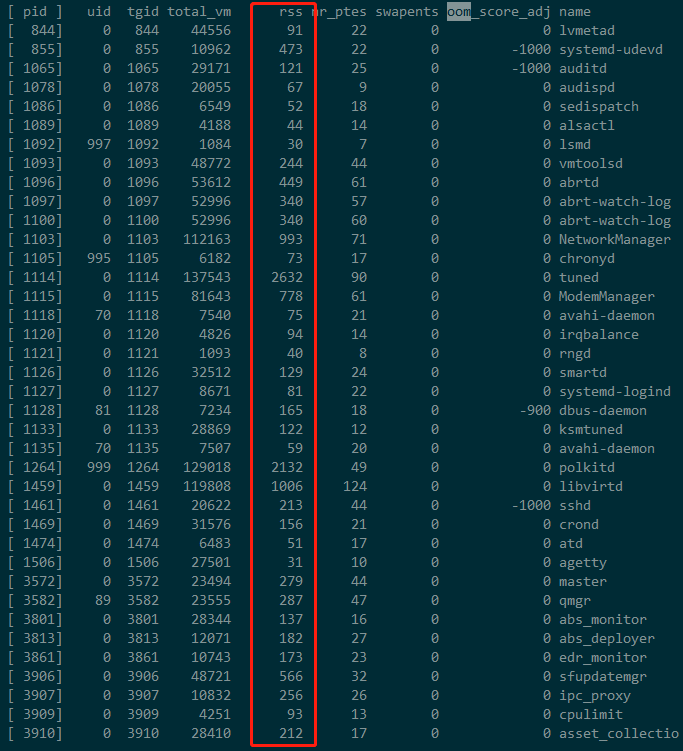 [ pid ] uid tgid total_vm rss nr_ptes swapents oom_score_adj name
[ 844] 0 844 44556 91 22 0 0 lvmetad
[ 855] 0 855 10962 473 22 0 -1000 systemd-udevd
[ 1065] 0 1065 29171 121 25 0 -1000 auditd
[ 1078] 0 1078 20055 67 9 0 0 audispd
[ 1086] 0 1086 6549 52 18 0 0 sedispatch
[ 1089] 0 1089 4188 44 14 0 0 alsactl
[ 1092] 997 1092 1084 30 7 0 0 lsmd
[ 1093] 0 1093 48772 244 44 0 0 vmtoolsd
[ 1096] 0 1096 53612 449 61 0 0 abrtd
[ 1097] 0 1097 52996 340 57 0 0 abrt-watch-log
[ 1100] 0 1100 52996 340 60 0 0 abrt-watch-log
[ 1103] 0 1103 112163 993 71 0 0 NetworkManager
[ 1105] 995 1105 6182 73 17 0 0 chronyd
[ 1114] 0 1114 137543 2632 90 0 0 tuned
[ 1115] 0 1115 81643 778 61 0 0 ModemManager
[ 1118] 70 1118 7540 75 21 0 0 avahi-daemon
[ 1120] 0 1120 4826 94 14 0 0 irqbalance
[ 1121] 0 1121 1093 40 8 0 0 rngd
[ 1126] 0 1126 32512 129 24 0 0 smartd
[ 1127] 0 1127 8671 81 22 0 0 systemd-logind
[ 1128] 81 1128 7234 165 18 0 -900 dbus-daemon
[ 1133] 0 1133 28869 122 12 0 0 ksmtuned
[ 1135] 70 1135 7507 59 20 0 0 avahi-daemon
[ 1264] 999 1264 129018 2132 49 0 0 polkitd
[ 1459] 0 1459 119808 1006 124 0 0 libvirtd
[ 1461] 0 1461 20622 213 44 0 -1000 sshd
[ 1469] 0 1469 31576 156 21 0 0 crond
[ 1474] 0 1474 6483 51 17 0 0 atd
[ 1506] 0 1506 27501 31 10 0 0 agetty
[ 3572] 0 3572 23494 279 44 0 0 master
[ 3582] 89 3582 23555 287 47 0 0 qmgr
[ 3801] 0 3801 28344 137 16 0 0 abs_monitor
[ 3813] 0 3813 12071 182 27 0 0 abs_deployer
[ 3861] 0 3861 10743 173 23 0 0 edr_monitor
[ 3906] 0 3906 48721 566 32 0 0 sfupdatemgr
[ 3907] 0 3907 10832 256 26 0 0 ipc_proxy
[ 3909] 0 3909 4251 93 13 0 0 cpulimit
[ 3910] 0 3910 28410 212 17 0 0 asset_collectio